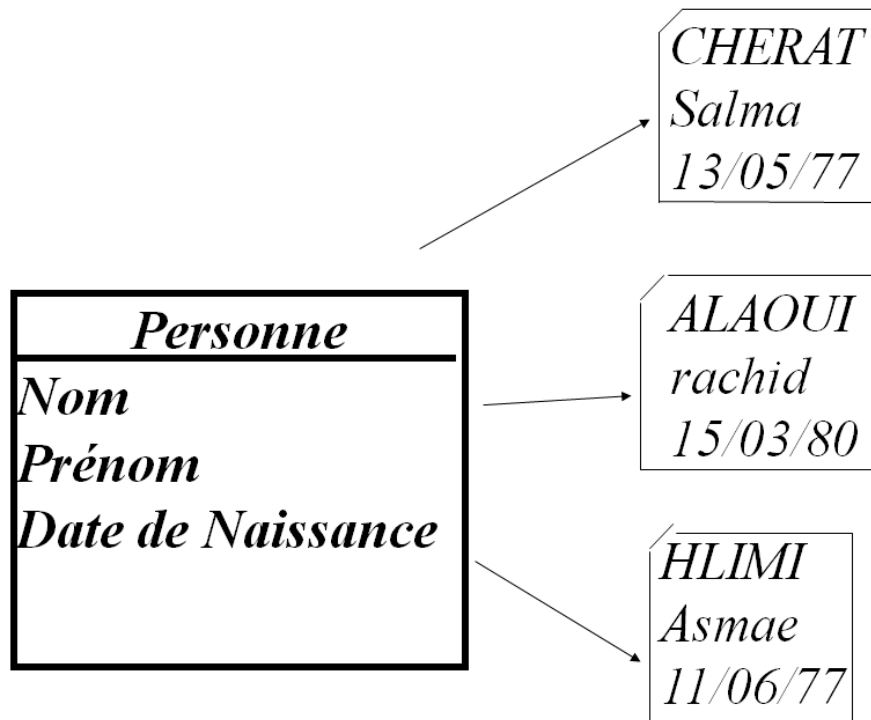 Personne
Nom
Prénom
Date de Naissance
CHERAT
Salma
13/05/77
ALAOUI
rachid
15/03/80
HLIMI
Asmae
11/06/77